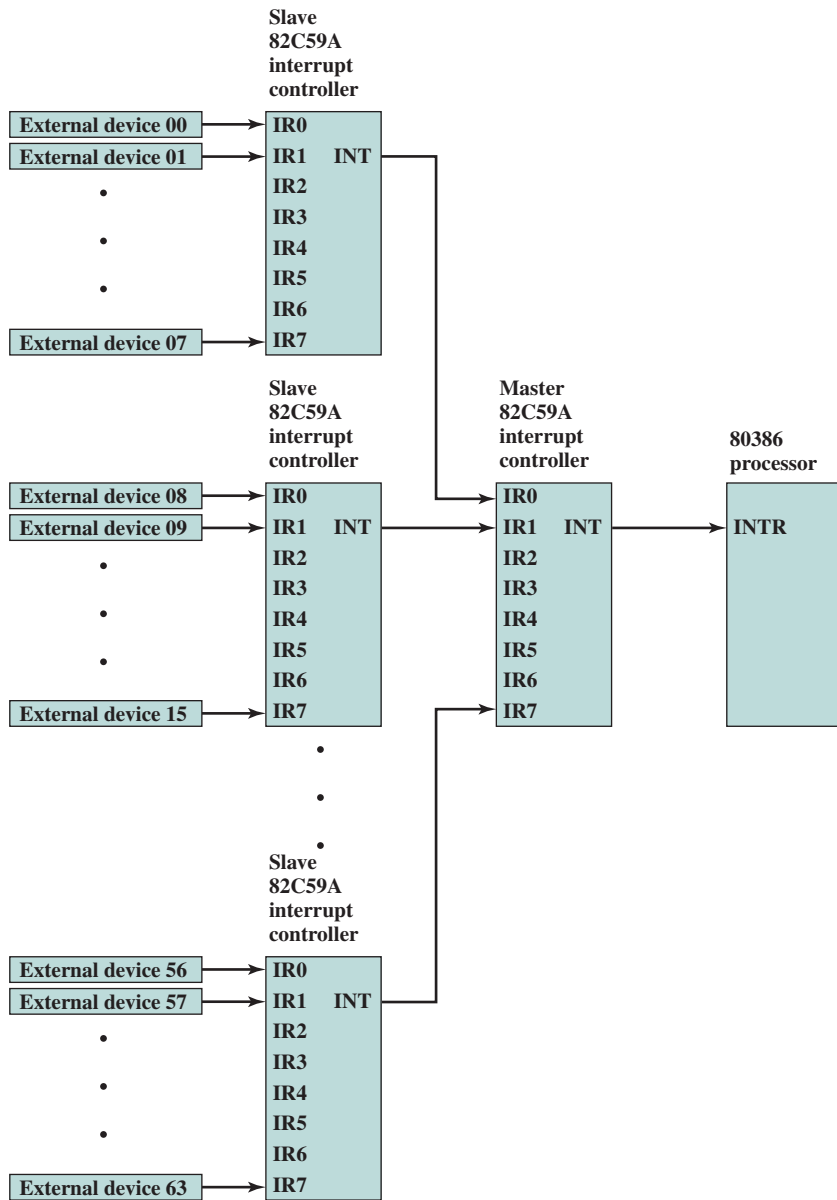 Slave
82C59A
interrupt
controller
External device 00
External device 01
External device 07
IR0
IR1 INT
IR2
IR3
IR4
IR5
IR6
IR7
Slave
82C59A
interrupt
controller
External device 08
External device 09
External device 15
IR0
IR1 INT
IR2
IR3
IR4
IR5
IR6
IR7
Master
82C59A
interrupt
controller
IR0
IR1 INT
IR2
IR3
IR4
IR5
IR6
IR7
80386
processor
INTR
Slave
82C59A
interrupt
controller
External device 56
External device 57
External device 63
IR0
IR1 INT
IR2
IR3
IR4
IR5
IR6
IR7